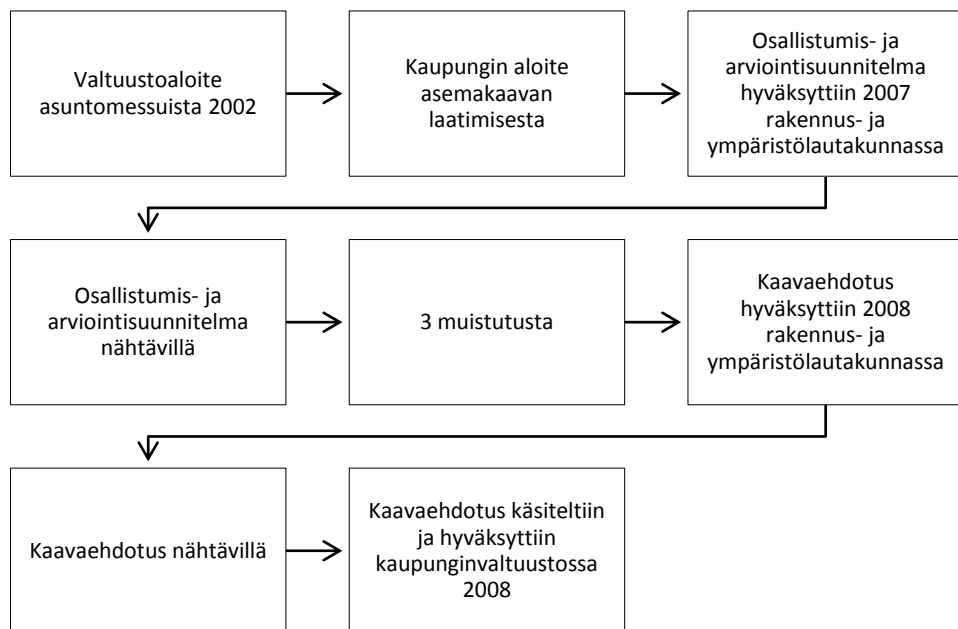 Valtuustoaloite
asuntomessuista 2002
Kaupungin aloite
asemakaavan
laatimisesta
Osallistumis- ja
arviointisuunnitelma
hyväksyttiin 2007
rakennus- ja
ympäristölautakunnassa
Osallistumis- ja
arviointisuunnitelma
nähtävillä
3 muistutusta
Kaavaehdotus
hyväksyttiin 2008
rakennus- ja
ympäristölautakunnassa
Kaavaehdotus nähtävillä
Kaavaehdotus käsiteltiin
ja hyväksyttiin
kaupunginvaltuustossa
2008